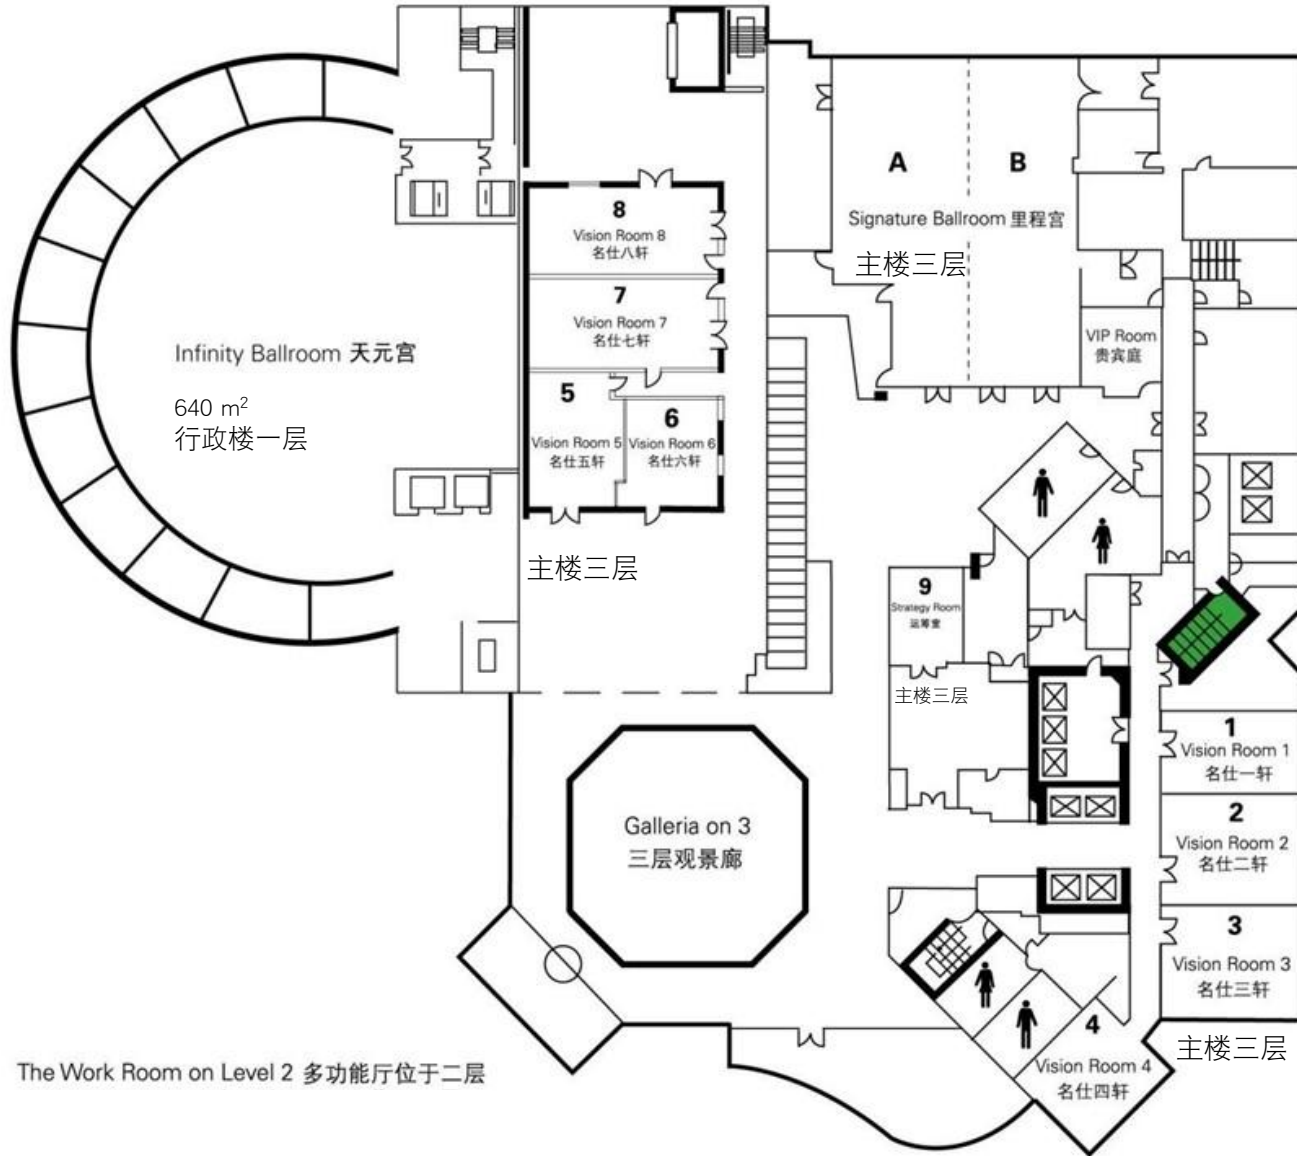 A
B
Signature Ballroom 里程宫
主楼三层
8
Vision Room 8
名仕八轩
7
Vision Room 7
名仕七轩
VIP Room
贵宾庭
Infinity Ballroom 天元宫
640 m²
行政楼一层
5
Vision Room 5
名仕五轩
6
Vision Room 6
名仕六轩
主楼三层
9
Strategy Room
运筹室
主楼三层
1
Vision Room 1
名仕一轩
2
Vision Room 2
名仕二轩
Galleria on 3
三层观景廊
3
Vision Room 3
名仕三轩
4
Vision Room 4
名仕四轩
主楼三层
The Work Room on Level 2 多功能厅位于二层